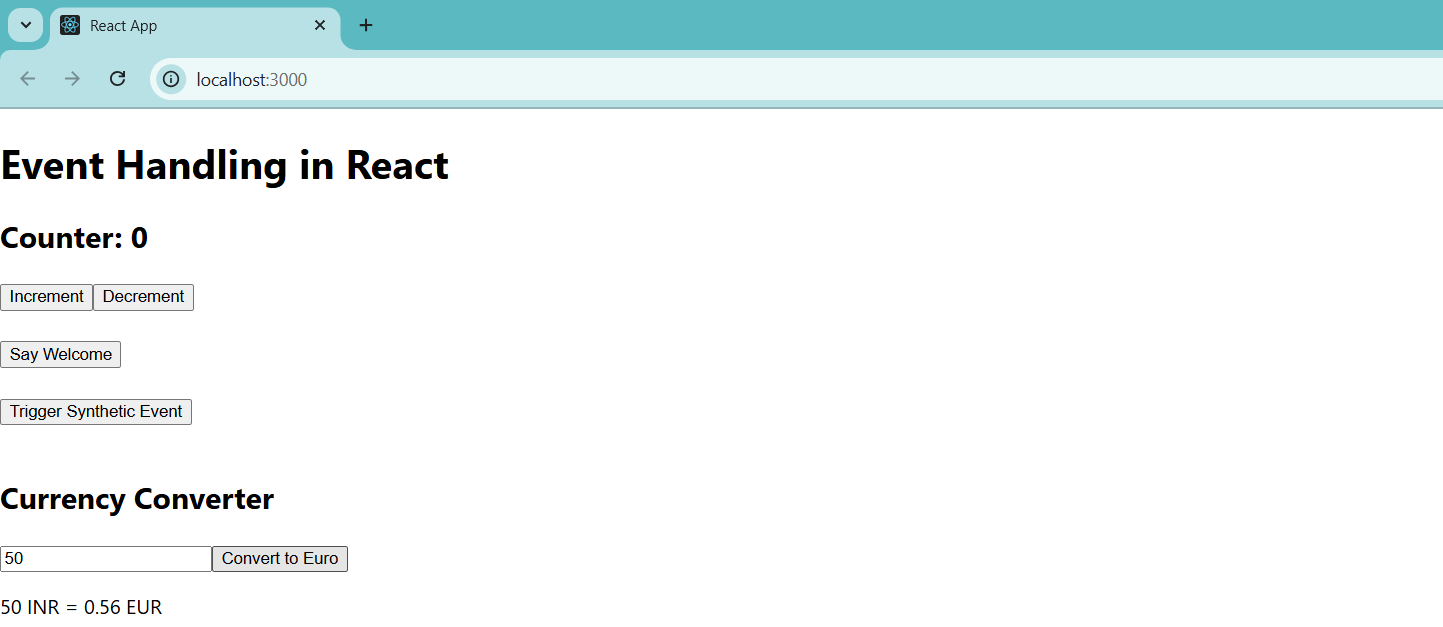 React App
localhost:3000
Event Handling in React
Counter: 0
Increment Decrement
Say Welcome
Trigger Synthetic Event
Currency Converter
50 Convert to Euro
50 INR = 0.56 EUR